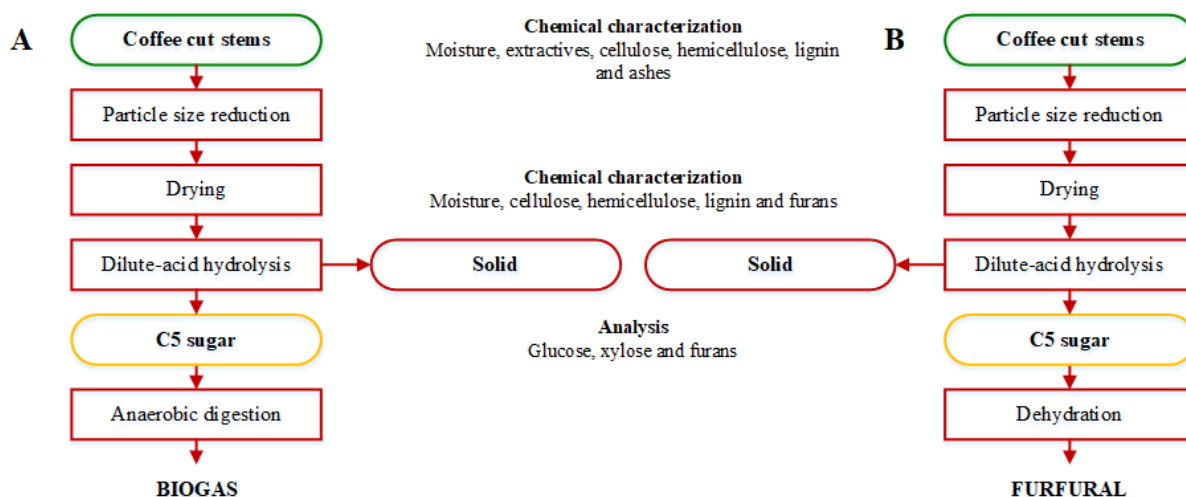 A
Coffee cut stems
Particle size reduction
Drying
Dilute-acid hydrolysis
C5 sugar
Anaerobic digestion
BIOGAS
Chemical characterization
Moisture, extractives, cellulose, hemicellulose, lignin
and ashes
Chemical characterization
Moisture, cellulose, hemicellulose, lignin and furans
Solid
Solid
Analysis
Glucose, xylose and furans
B
Coffee cut stems
Particle size reduction
Drying
Dilute-acid hydrolysis
C5 sugar
Dehydration
FURFURAL